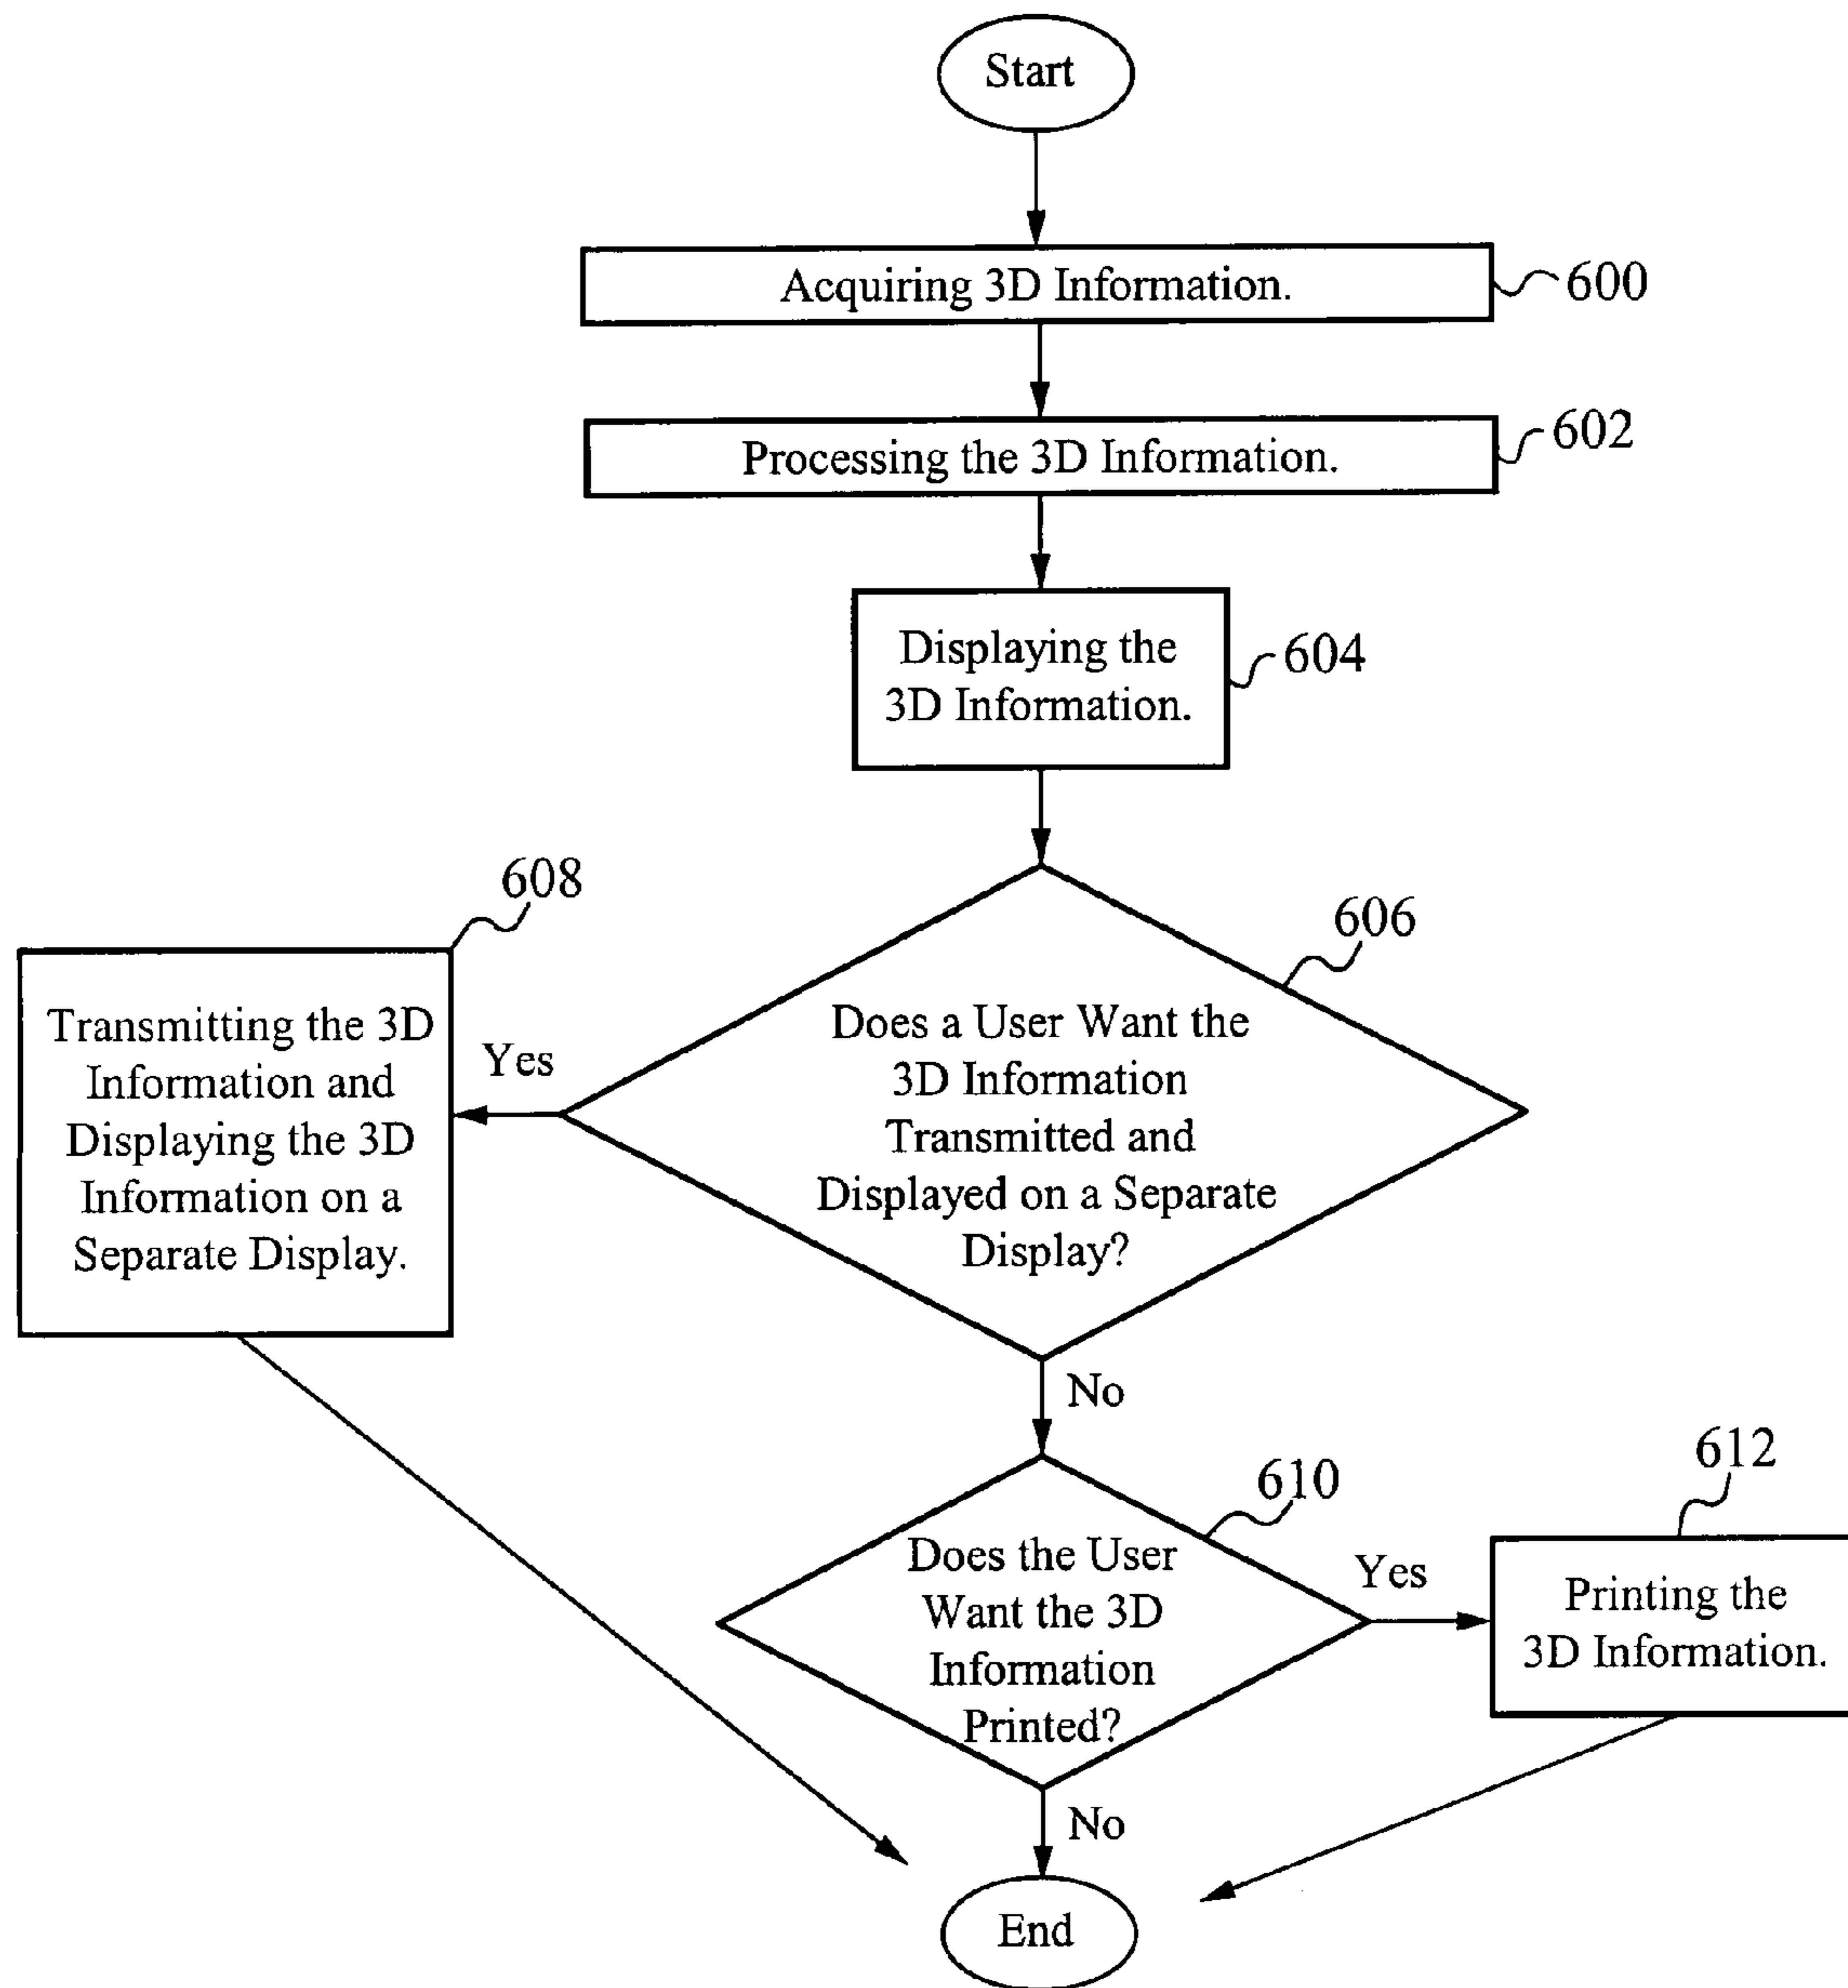 Start
Acquiring 3D Information.
600
Processing the 3D Information.
602
Displaying the
3D Information.
604
606
Does a User Want the
3D Information
Transmitted and
Displayed on a Separate
Display?
Yes
608
Transmitting the 3D
Information and
Displaying the 3D
Information on a
Separate Display.
No
610
Does the User
Want the 3D
Information
Printed?
Yes
612
Printing the
3D Information.
No
End